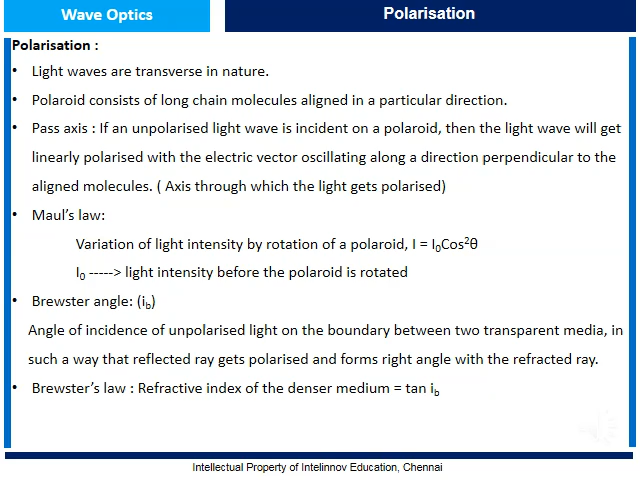 Wave Optics
Polarisation
Polarisation :
• Light waves are transverse in nature.
• Polaroid consists of long chain molecules aligned in a particular direction.
• Pass axis : If an unpolarised light wave is incident on a polaroid, then the light wave will get
linearly polarised with the electric vector oscillating along a direction perpendicular to the
aligned molecules. ( Axis through which the light gets polarised)
• Maul's law:
Variation of light intensity by rotation of a polaroid, I = I₀Cos²θ
I₀ -----> light intensity before the polaroid is rotated
• Brewster angle: (i_b)
Angle of incidence of unpolarised light on the boundary between two transparent media, in
such a way that reflected ray gets polarised and forms right angle with the refracted ray.
• Brewster's law : Refractive index of the denser medium = tan i_b
Intellectual Property of Intelinnov Education, Chennai